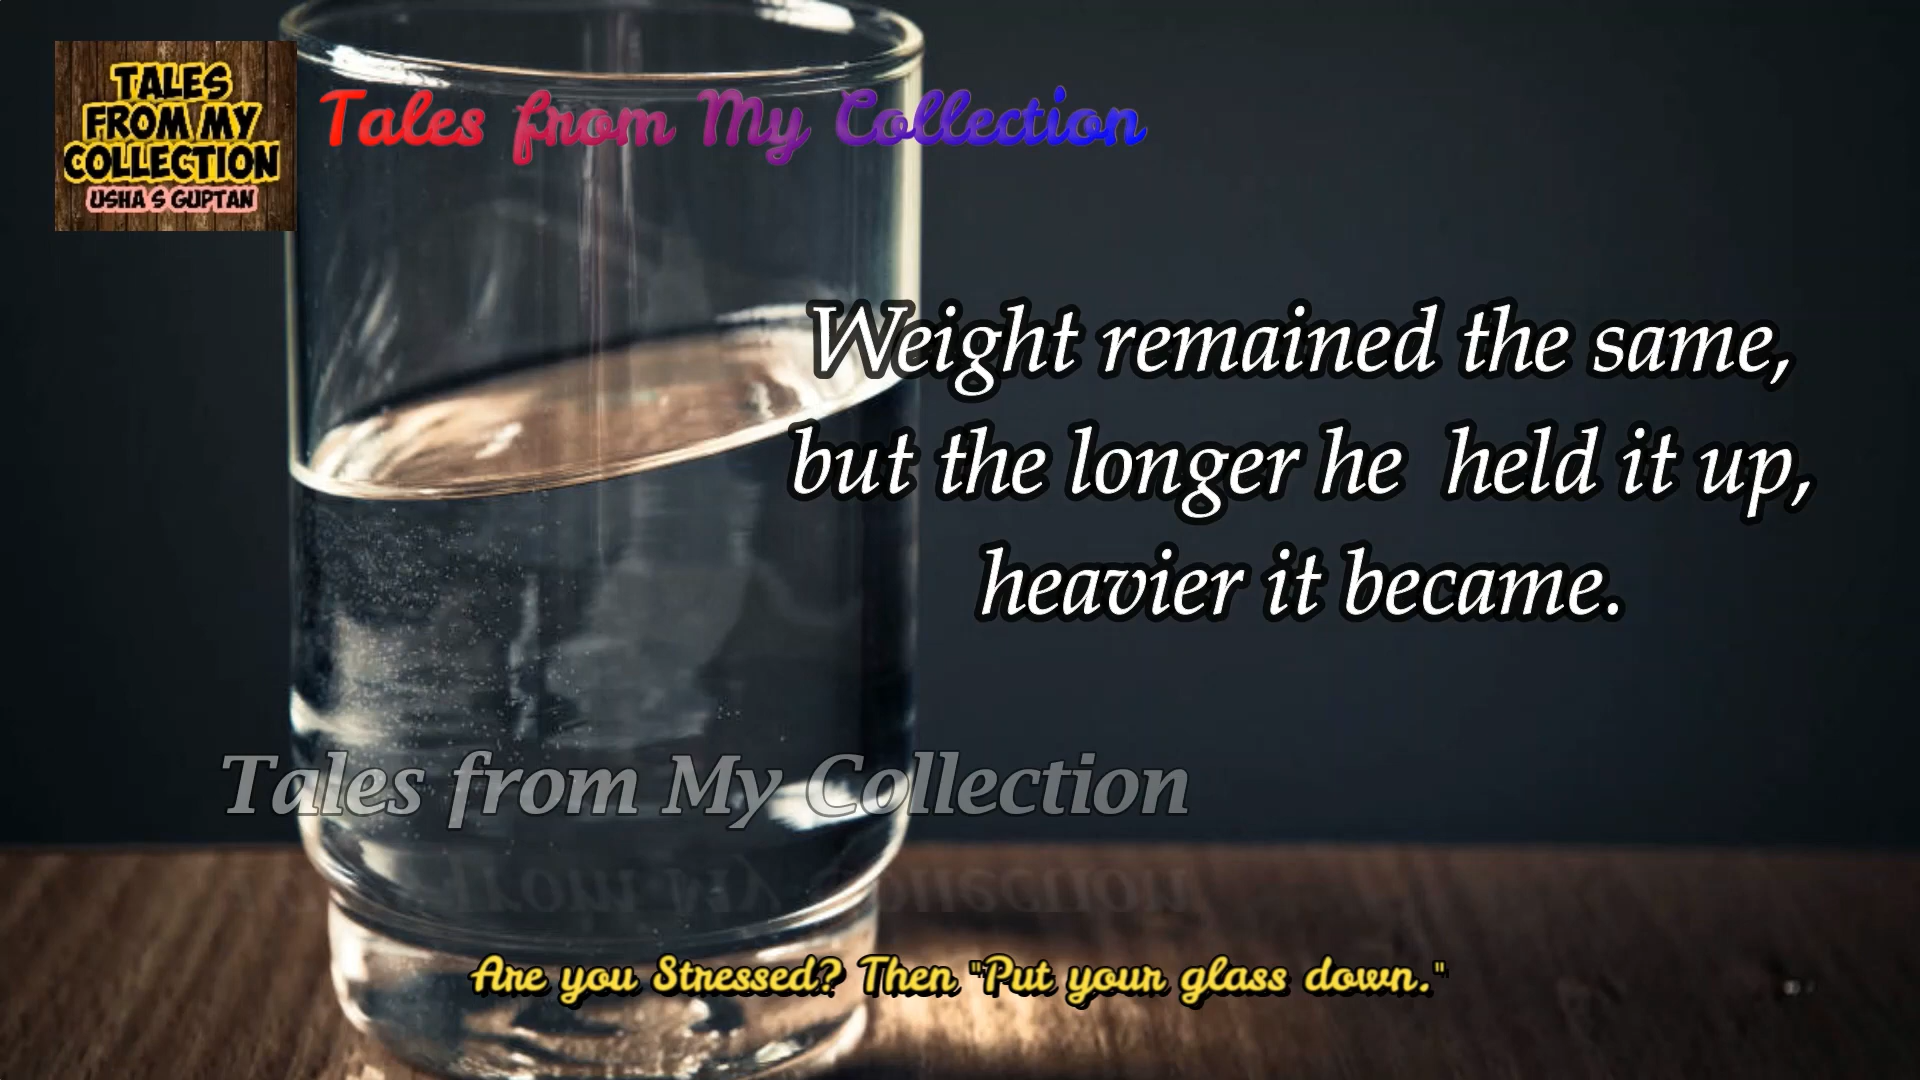 TALES
FROM MY
COLLECTION
USHA S GUPTAN
Tales from My Collection
Weight remained the same,
but the longer he held it up,
heavier it became.
Tales from My Collection
Are you Stressed? Then "Put your glass down."